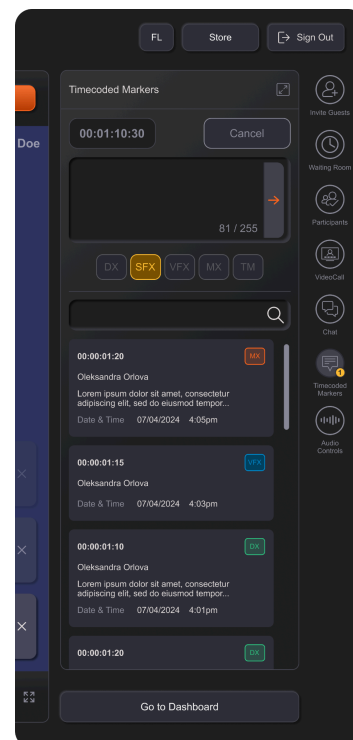 FL
Store
Sign Out
Doe
Timecoded Markers
00:01:10:30
Cancel
81 / 255
DX
SFX
VFX
MX
TM
00:00:01:20
MX
Oleksandra Orlova
Lorem ipsum dolor sit amet, consectetur
adipiscing elit, sed do eiusmod tempor...
Date & Time 07/04/2024 4:05pm
00:00:01:15
VFX
Oleksandra Orlova
Date & Time 07/04/2024 4:03pm
00:00:01:10
DX
Oleksandra Orlova
Lorem ipsum dolor sit amet, consectetur
adipiscing elit, sed do eiusmod tempor...
Date & Time 07/04/2024 4:01pm
00:00:01:20
DX
Go to Dashboard
Invite Guests
Waiting Room
Participants
VideoCall
Chat
1
Timecoded
Markers
Audio
Controls